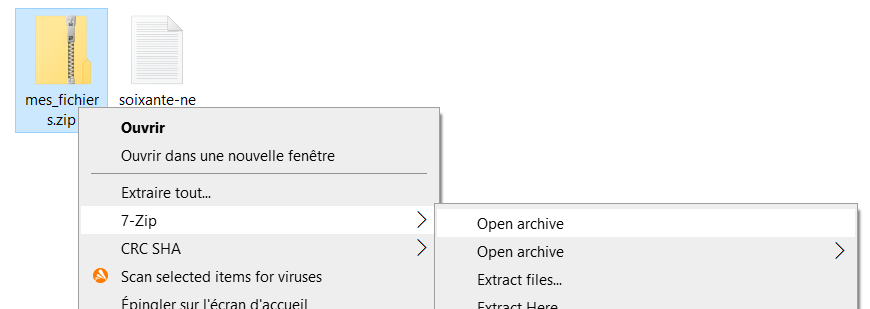 mes_fichier
s.zip
soixante-ne
Ouvrir
Ouvrir dans une nouvelle fenêtre
Extraire tout...
7-Zip
CRC SHA
Scan selected items for viruses
Épingler sur l'écran d'accueil
Open archive
Open archive
Extract files...
Extract Here